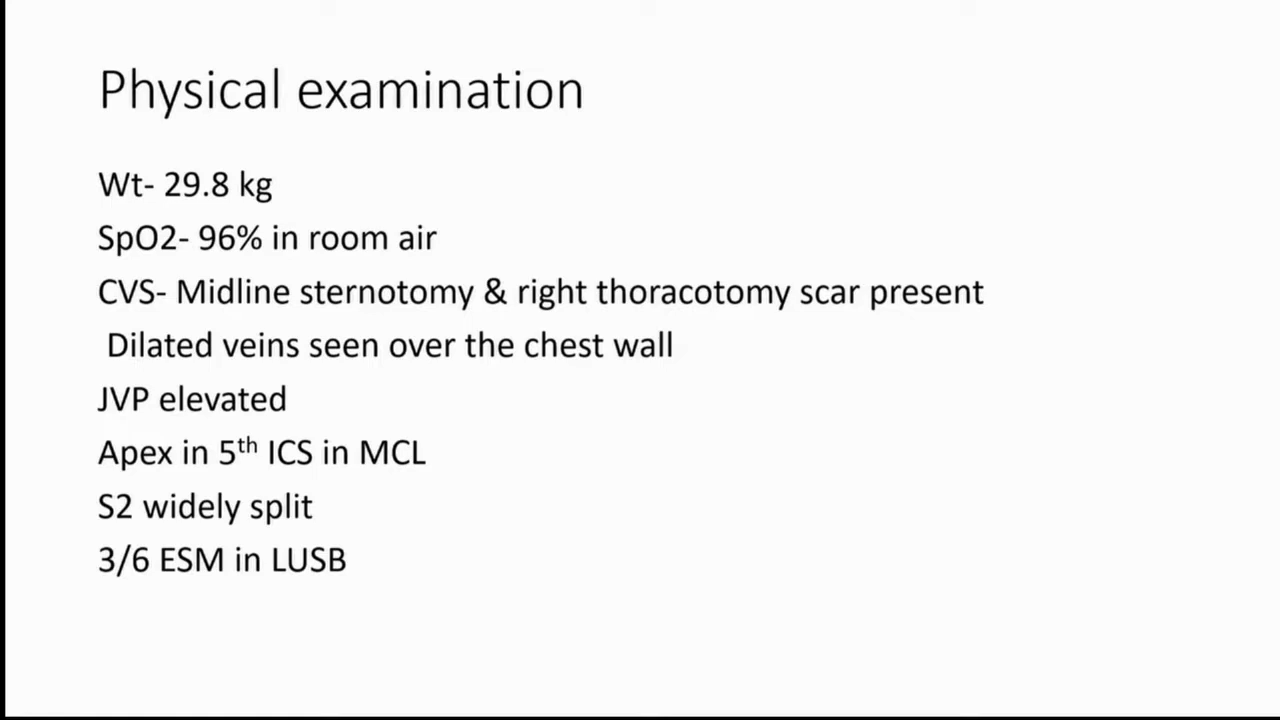 Physical examination
Wt- 29.8 kg
SpO2- 96% in room air
CVS- Midline sternotomy & right thoracotomy scar present
Dilated veins seen over the chest wall
JVP elevated
Apex in 5th ICS in MCL
S2 widely split
3/6 ESM in LUSB